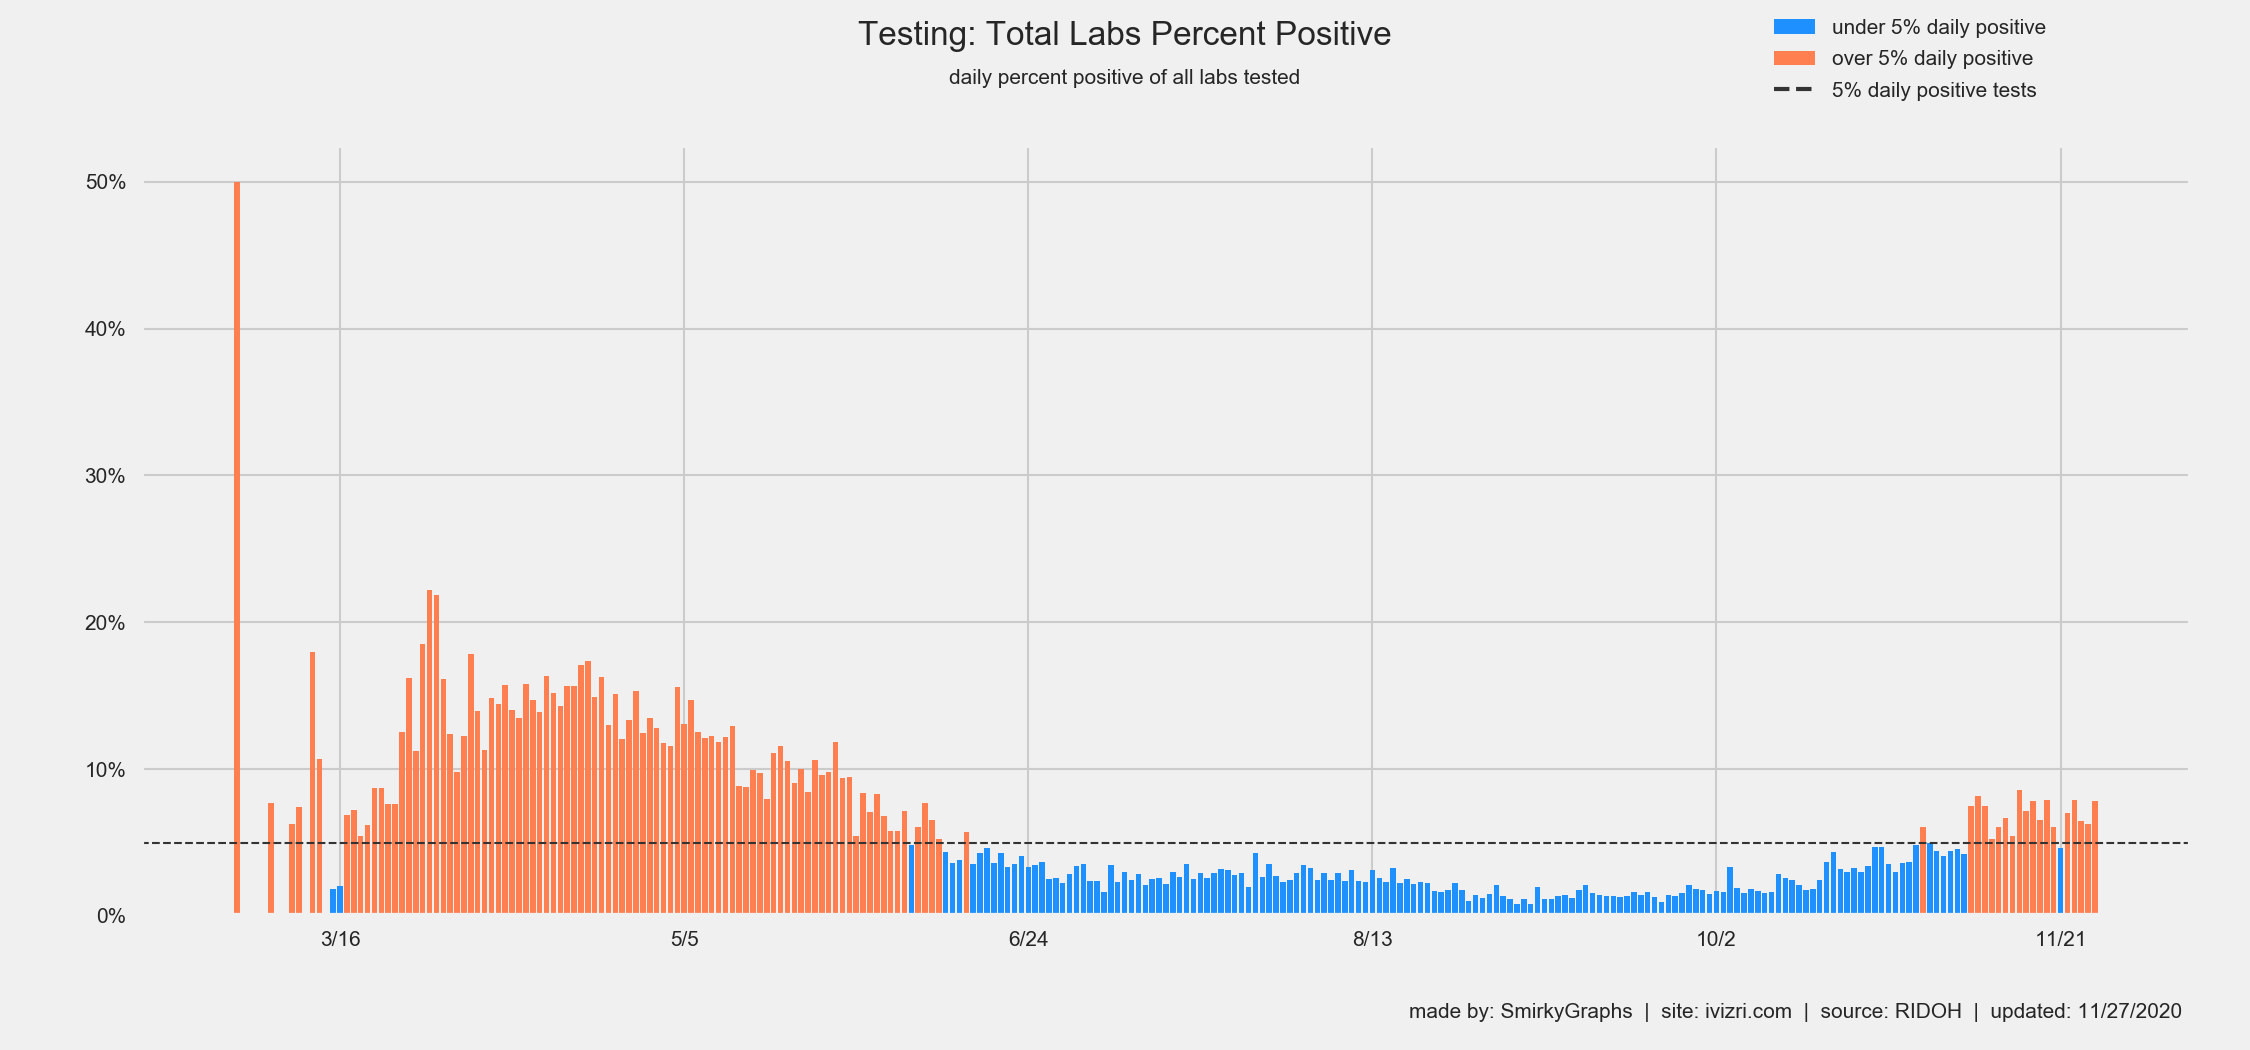 Testing: Total Labs Percent Positive
daily percent positive of all labs tested
under 5% daily positive
over 5% daily positive
5% daily positive tests
50%
40%
30%
20%
10%
0%
3/16 5/5 6/24 8/13 10/2 11/21
made by: SmirkyGraphs | site: ivizri.com | source: RIDOH | updated: 11/27/2020